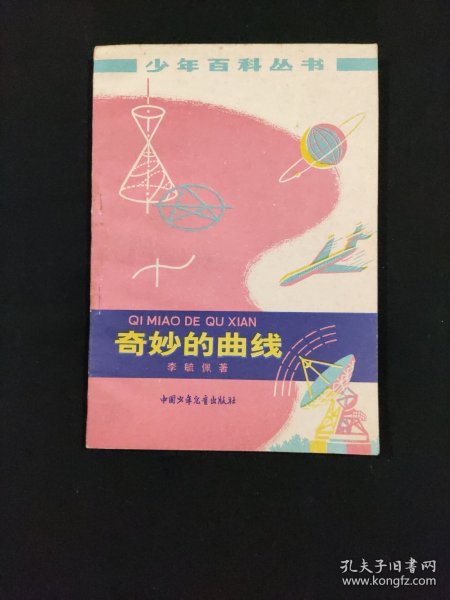 少年百科丛书
QI MIAO DE QU XIAN
奇妙的曲线
李毓佩著
中国少年儿童出版社
孔夫子旧书网
www.kongfz.com